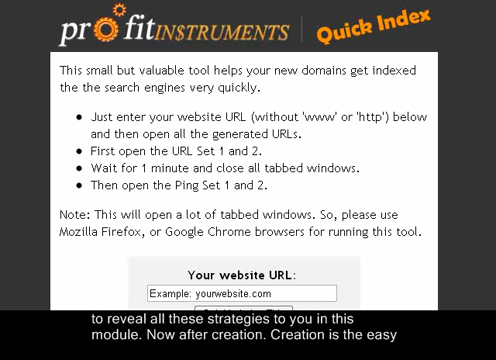 profitINSTRUMENTS Quick Index
This small but valuable tool helps your new domains get indexed
the the search engines very quickly.
• Just enter your website URL (without 'www' or 'http') below
and then open all the generated URLs.
• First open the URL Set 1 and 2.
• Wait for 1 minute and close all tabbed windows.
• Then open the Ping Set 1 and 2.
Note: This will open a lot of tabbed windows. So, please use
Mozilla Firefox, or Google Chrome browsers for running this tool.
Your website URL:
Example: yourwebsite.com
to reveal all these strategies to you in this
module. Now after creation. Creation is the easy